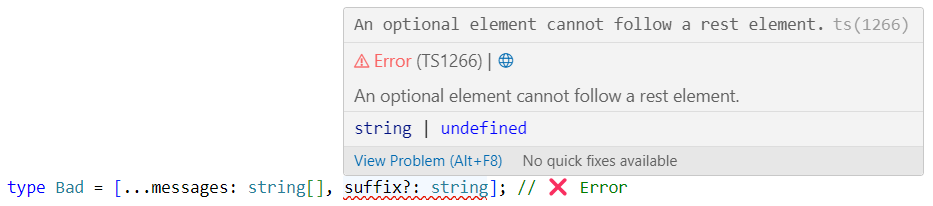 An optional element cannot follow a rest element. ts(1266)
⚠ Error (TS1266) | 🌐
An optional element cannot follow a rest element.
string | undefined
View Problem (Alt+F8) No quick fixes available
type Bad = [...messages: string[], suffix?: string]; // ❌ Error